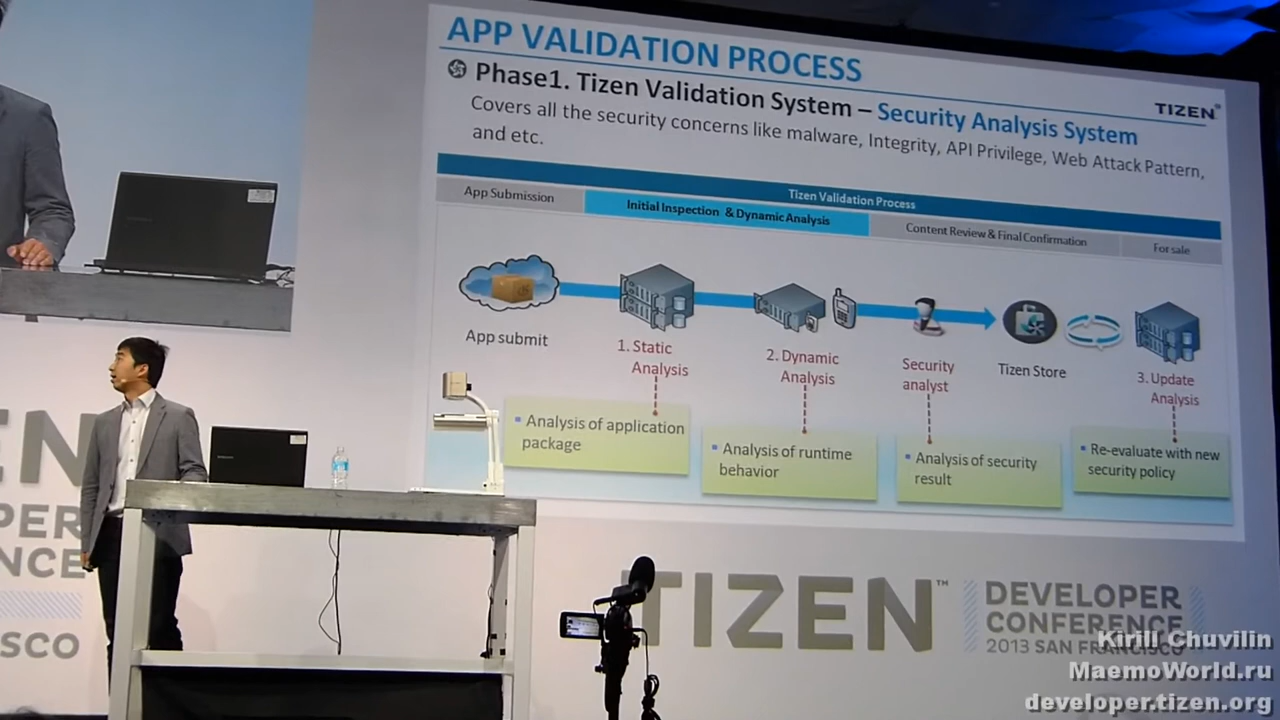 APP VALIDATION PROCESS
Phase1. Tizen Validation System – Security Analysis System
TIZEN
Covers all the security concerns like malware, Integrity, API Privilege, Web Attack Pattern,
and etc.
Tizen Validation Process
App Submission
Initial Inspection & Dynamic Analysis
Content Review & Final Confirmation
For sale
App submit
1. Static
Analysis
2. Dynamic
Analysis
Security
analyst
Tizen Store
3. Update
Analysis
• Analysis of application
package
• Analysis of runtime
behavior
• Analysis of security
result
• Re-evaluate with new
security policy
EN
PER
NCE
SCO
TIZEN™
DEVELOPER
CONFERENCE
2013 SAN FRANCISCO
Kirill Chuvilin
MaemoWorld.ru
developer.tizen.org